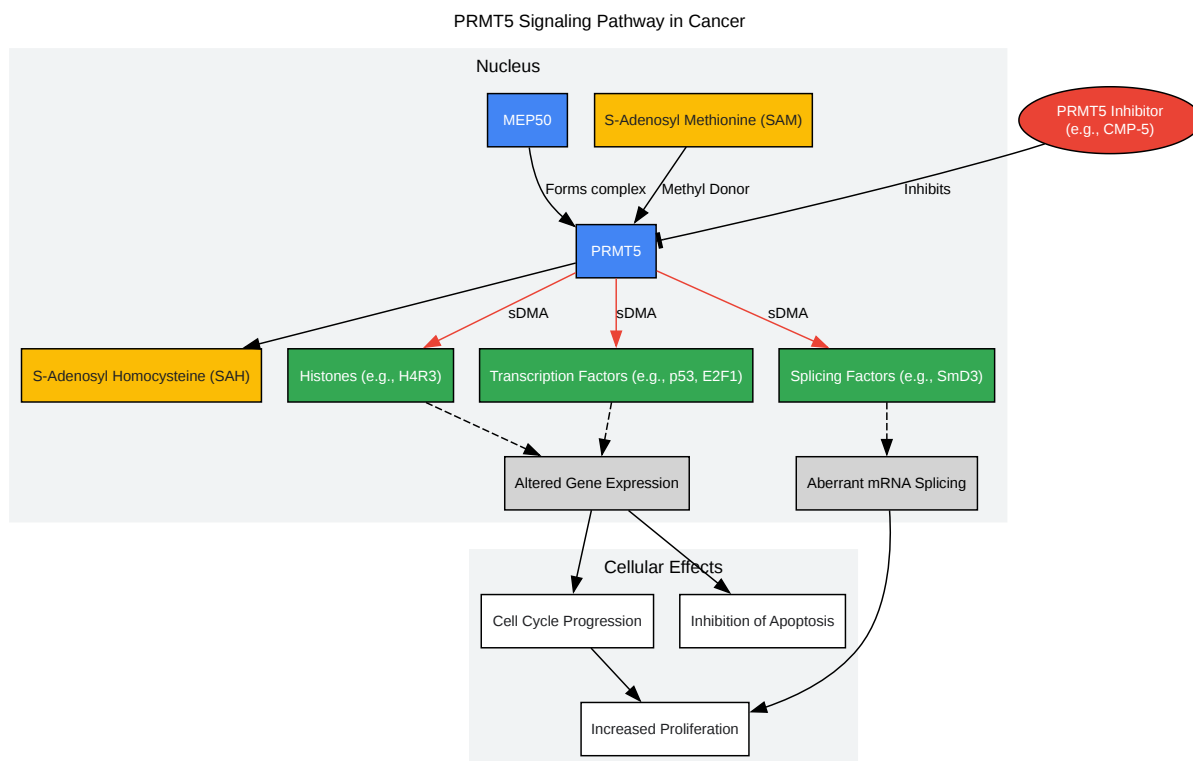 PRMT5 Signaling Pathway in Cancer
Nucleus
MEP50
S-Adenosyl Methionine (SAM)
PRMT5 Inhibitor
(e.g., CMP-5)
Forms complex
Methyl Donor
Inhibits
PRMT5
sDMA
sDMA
sDMA
S-Adenosyl Homocysteine (SAH)
Histones (e.g., H4R3)
Transcription Factors (e.g., p53, E2F1)
Splicing Factors (e.g., SmD3)
Altered Gene Expression
Aberrant mRNA Splicing
Cellular Effects
Cell Cycle Progression
Inhibition of Apoptosis
Increased Proliferation